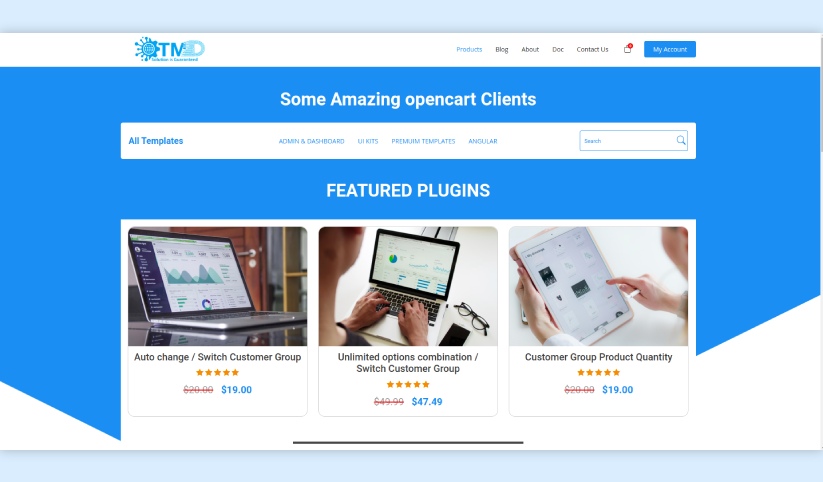 TMD
Solution is Guaranteed
Products
Blog
About
Doc
Contact Us
My Account
Some Amazing opencart Clients
All Templates
ADMIN & DASHBOARD
UI KITS
PREMUIM TEMPLATES
ANGULAR
Search
FEATURED PLUGINS
Auto change / Switch Customer Group
$20.00 $19.00
Unlimited options combination /
Switch Customer Group
$49.99 $47.49
Customer Group Product Quantity
$20.00 $19.00